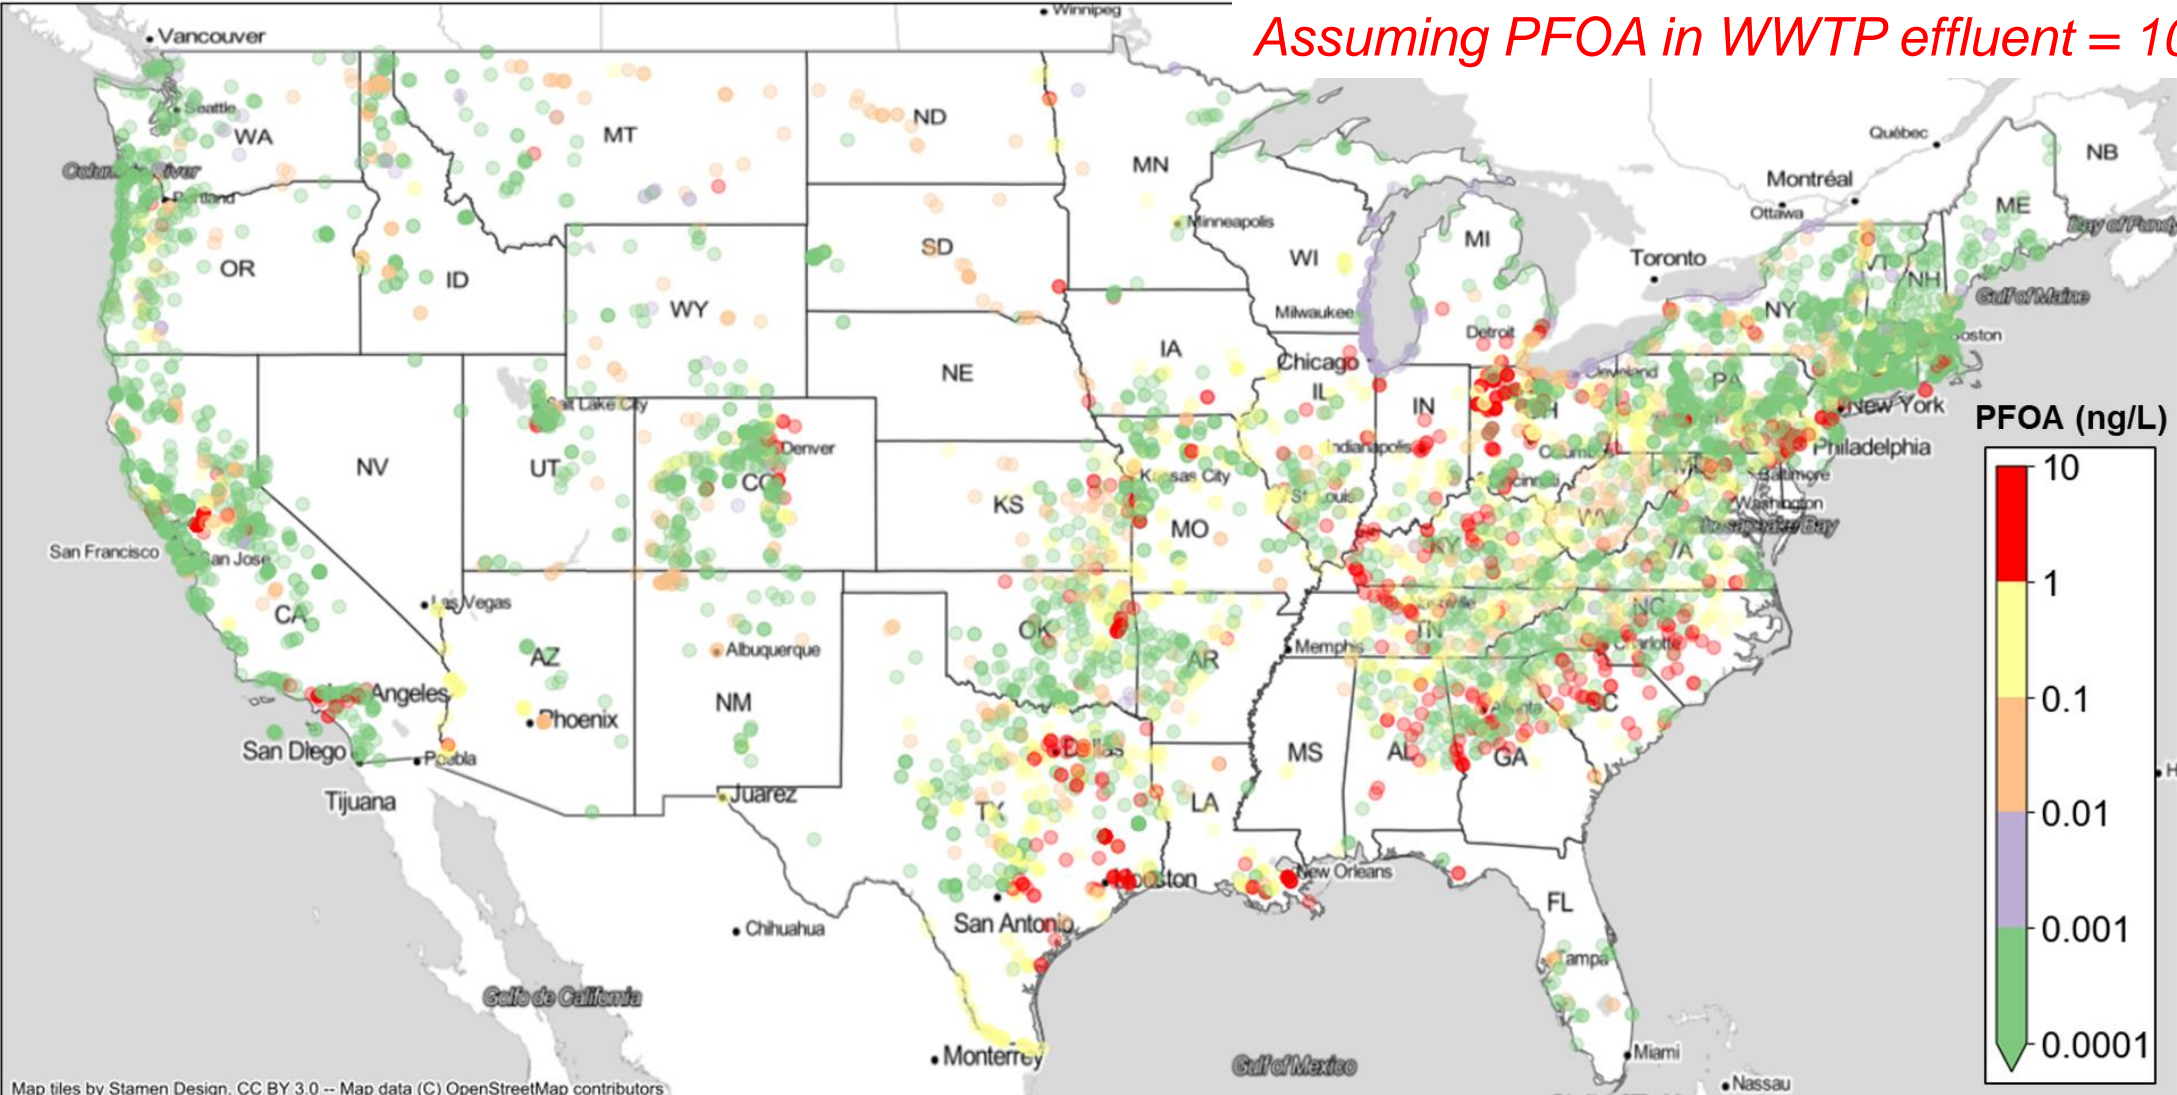 Assuming PFOA in WWTP effluent = 10
Winnipeg
Vancouver
Seattle
WA
MT
ND
MN
Québec
NB
Columbia River
Portland
Montréal
Ottawa
ME
Bay of Fundy
Minneapolis
OR
ID
SD
WI
MI
Toronto
VT
NH
Gulf of Maine
WY
Milwaukee
Detroit
NY
Boston
IA
NE
Chicago
IL
IN
OH
Cleveland
PA
Salt Lake City
New York
PFOA (ng/L)
Denver
NV
UT
CO
Indianapolis
Columbus
Philadelphia
Kansas City
Cincinnati
Baltimore
10
KS
St Louis
Washington
MO
WV
Chesapeake Bay
San Francisco
San Jose
KY
VA
1
Las Vegas
CA
Nashville
NC
OK
TN
Memphis
Charlotte
AZ
Albuquerque
AR
Angeles
NM
Atlanta
SC
0.1
Phoenix
San Diego
Puebla
Dallas
MS
AL
GA
H
Tijuana
Juarez
TX
LA
0.01
Houston
New Orleans
San Antonio
FL
Chihuahua
0.001
Tampa
Golfo de California
Monterrey
Gulf of Mexico
Miami
0.0001
Nassau
Map tiles by Stamen Design, CC BY 3.0 -- Map data (C) OpenStreetMap contributors